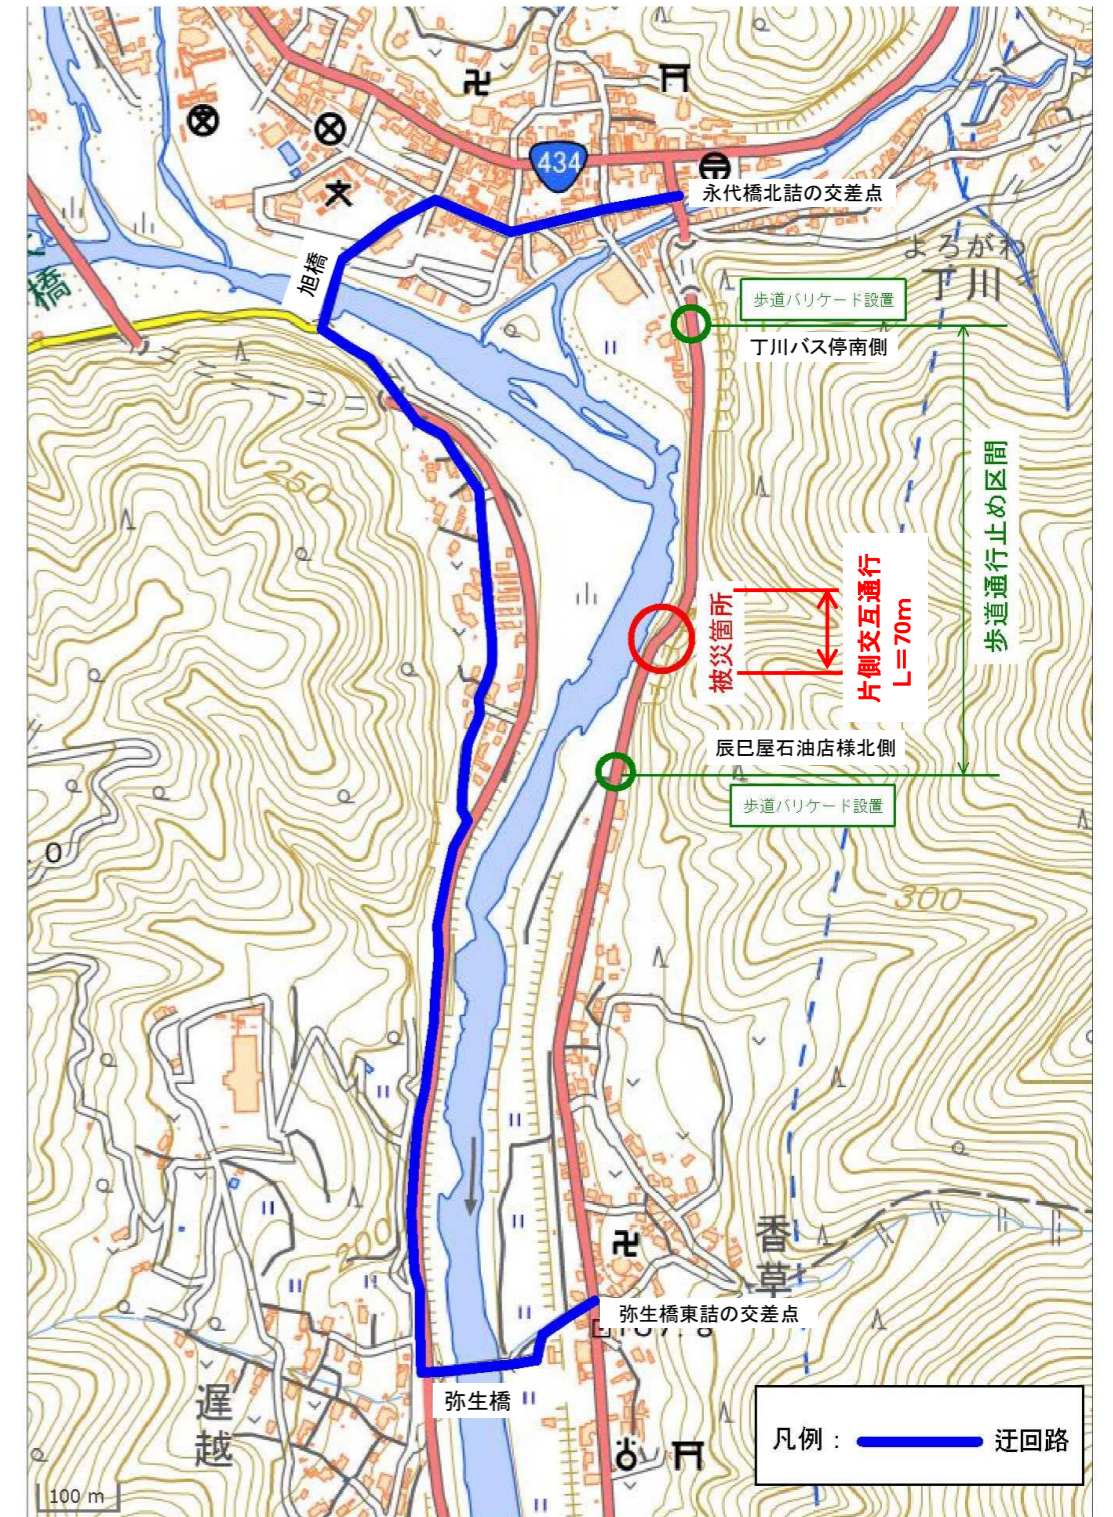 434
永代橋北詰の交差点
よろがわ
丁川
橋
旭橋
歩道バリケード設置
丁川バス停南側
250
歩道通行止め区間
片側交互通行
L=70m
被災箇所
辰巳屋石油店様北側
歩道バリケード設置
.0
300
200
香草
弥生橋東詰の交差点
弥生橋
遅越
凡例：
迂回路
100 m